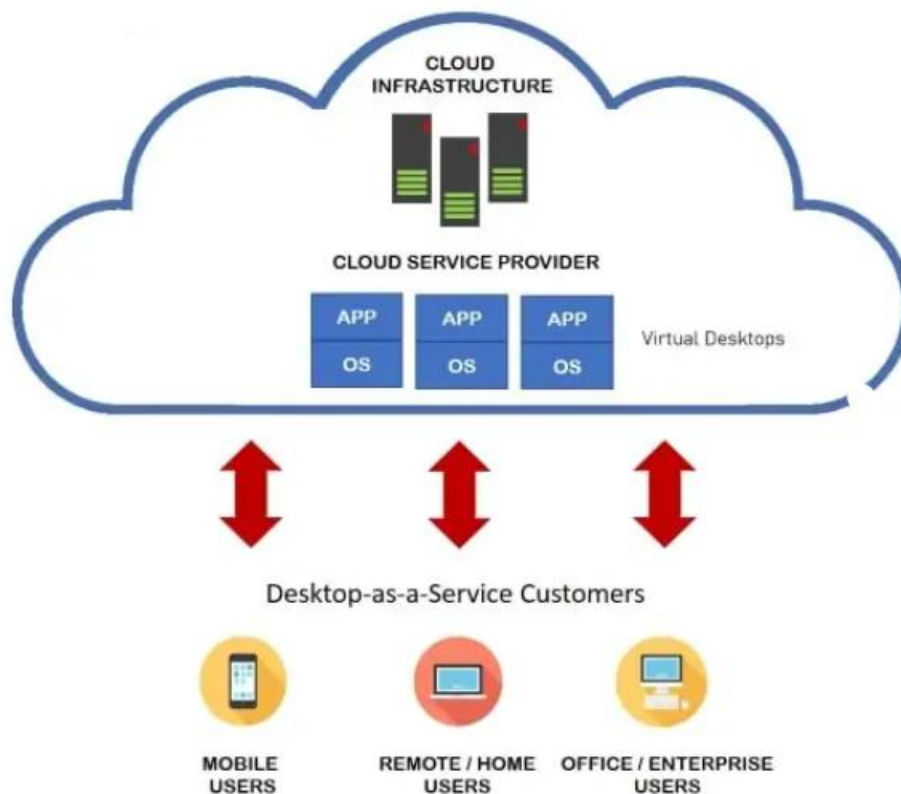 CLOUD
INFRASTRUCTURE
CLOUD SERVICE PROVIDER
APP APP APP
OS OS OS
Virtual Desktops
Desktop-as-a-Service Customers
MOBILE
USERS
REMOTE / HOME
USERS
OFFICE / ENTERPRISE
USERS